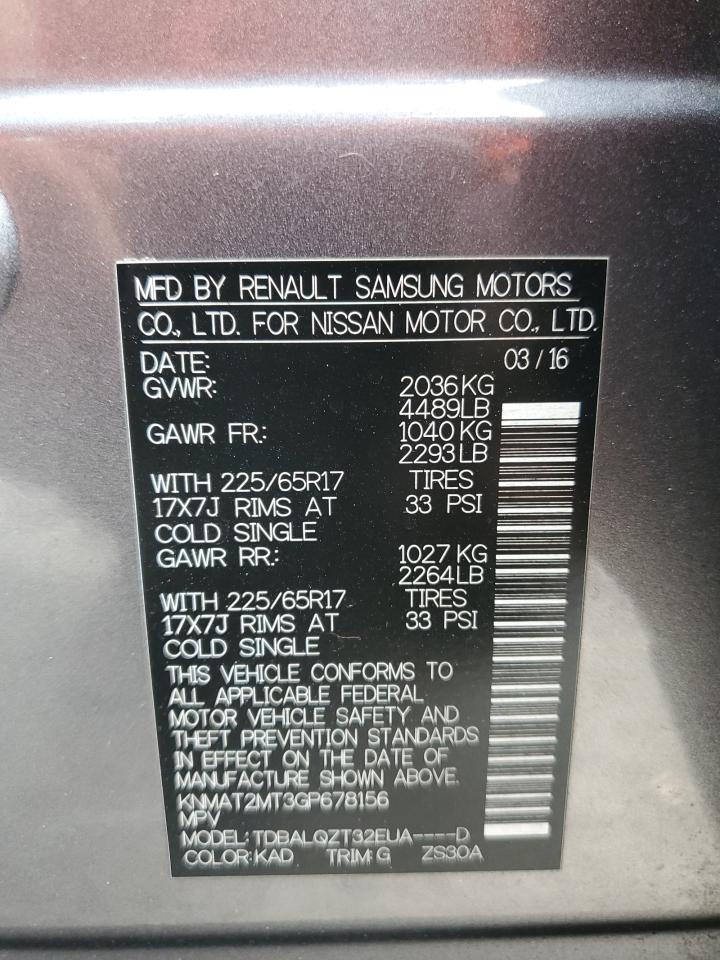 MFD BY RENAULT SAMSUNG MOTORS
CO., LTD. FOR NISSAN MOTOR CO., LTD.
DATE: 03 / 16
GVWR: 2036 KG
4489 LB
GAWR FR.: 1040 KG
2293 LB
WITH 225/65R17 TIRES
17X7J RIMS AT 33 PSI
COLD SINGLE
GAWR RR.: 1027 KG
2264 LB
WITH 225/65R17 TIRES
17X7J RIMS AT 33 PSI
COLD SINGLE
THIS VEHICLE CONFORMS TO
ALL APPLICABLE FEDERAL
MOTOR VEHICLE SAFETY AND
THEFT PREVENTION STANDARDS
IN EFFECT ON THE DATE OF
MANUFACTURE SHOWN ABOVE.
KNMAT2MT3GP678156
MPV
MODEL: TDBALQZT32EUA----D
COLOR: KAD TRIM: G ZS30A